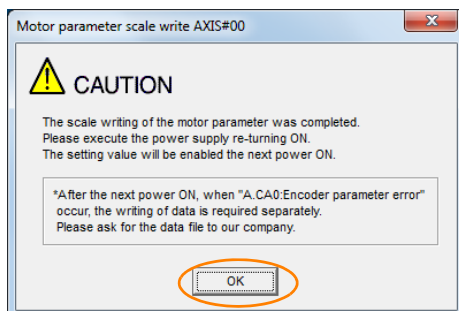 Motor parameter scale write AXIS#00
CAUTION
The scale writing of the motor parameter was completed.
Please execute the power supply re-turning ON.
The setting value will be enabled the next power ON.
*After the next power ON, when "A.CA0:Encoder parameter error"
occur, the writing of data is required separately.
Please ask for the data file to our company.
OK